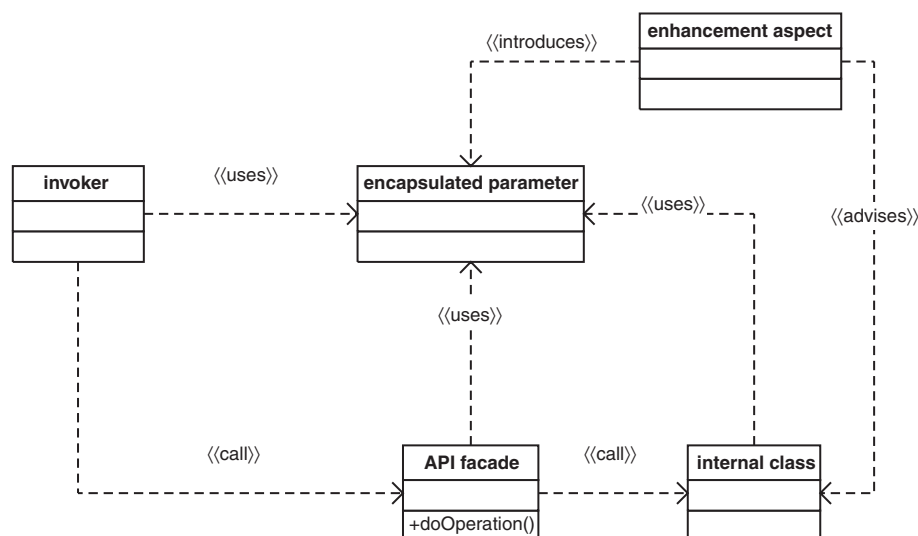 enhancement aspect
⟨⟨introduces⟩⟩
invoker
⟨⟨uses⟩⟩
encapsulated parameter
⟨⟨uses⟩⟩
⟨⟨advises⟩⟩
⟨⟨uses⟩⟩
⟨⟨call⟩⟩
API facade
⟨⟨call⟩⟩
internal class
+doOperation()